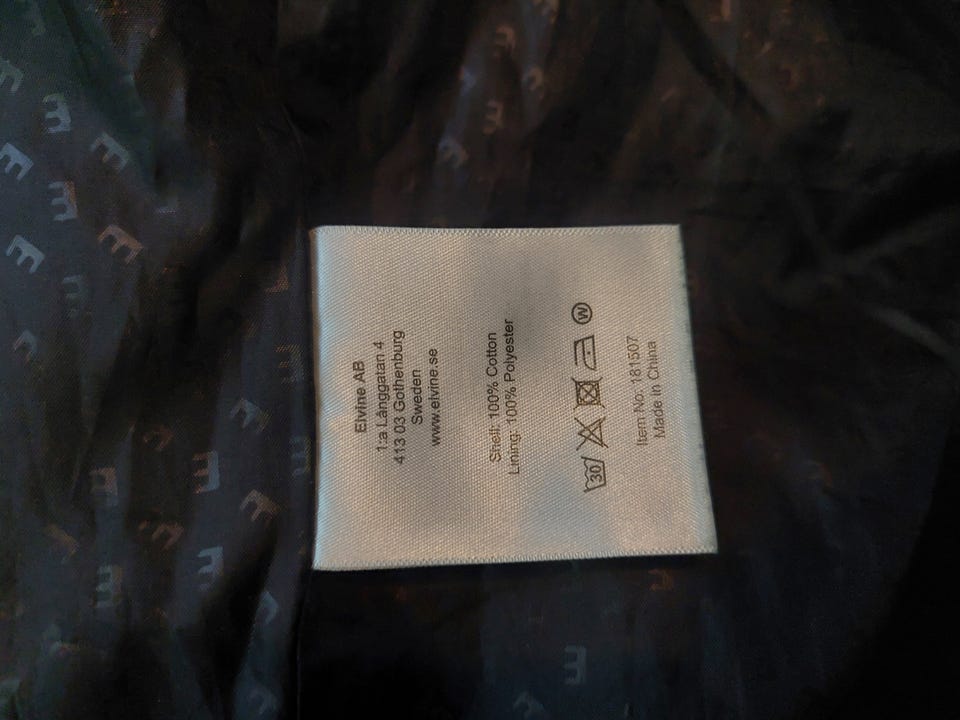 Elvine AB
1:a Långgatan 4
413 03 Gothenburg
Sweden
www.elvine.se
Shell: 100% Cotton
Lining: 100% Polyester
30
W
Item No: 181507
Made in China